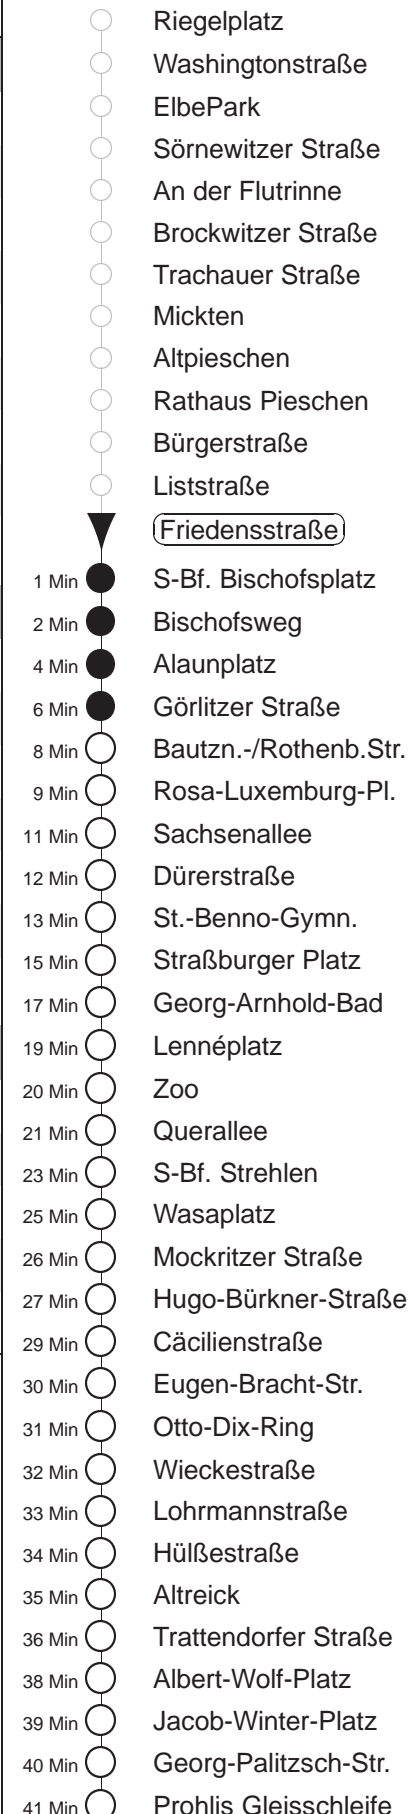 Riegelplatz
Washingtonstraße
ElbePark
Sörnewitzer Straße
An der Flutrinne
Brockwitzer Straße
Trachauer Straße
Mickten
Altpieschen
Rathaus Pieschen
Bürgerstraße
Liststraße
Friedensstraße
1 Min S-Bf. Bischofsplatz
2 Min Bischofsweg
4 Min Alaunplatz
6 Min Görlitzer Straße
8 Min Bautzn.-/Rothenb.Str.
9 Min Rosa-Luxemburg-Pl.
11 Min Sachsenallee
12 Min Dürerstraße
13 Min St.-Benno-Gymn.
15 Min Straßburger Platz
17 Min Georg-Arnhold-Bad
19 Min Lennéplatz
20 Min Zoo
21 Min Querallee
23 Min S-Bf. Strehlen
25 Min Wasaplatz
26 Min Mockritzer Straße
27 Min Hugo-Bürkner-Straße
29 Min Cäcilienstraße
30 Min Eugen-Bracht-Str.
31 Min Otto-Dix-Ring
32 Min Wieckestraße
33 Min Lohrmannstraße
34 Min Hülßestraße
35 Min Altreick
36 Min Trattendorfer Straße
38 Min Albert-Wolf-Platz
39 Min Jacob-Winter-Platz
40 Min Georg-Palitzsch-Str.
41 Min Prohlis Gleisschleife